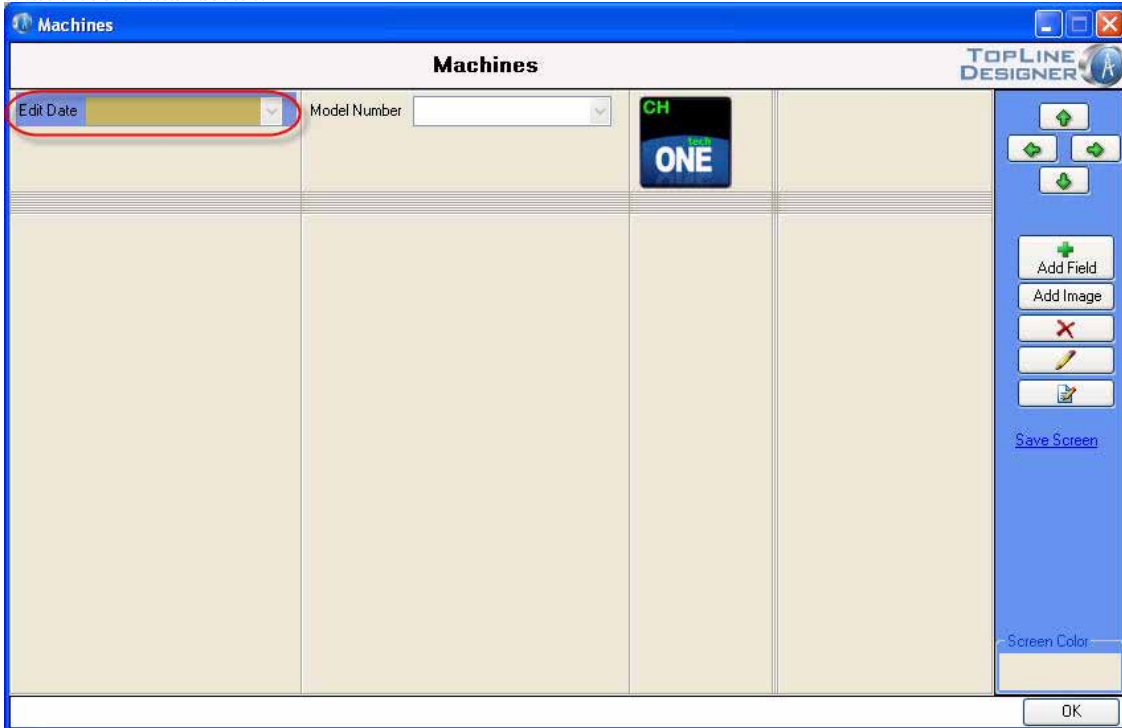 Machines
Machines
TOPLINE
DESIGNER
Edit Date
Model Number
CH
tech
ONE
Add Field
Add Image
Save Screen
Screen Color
OK